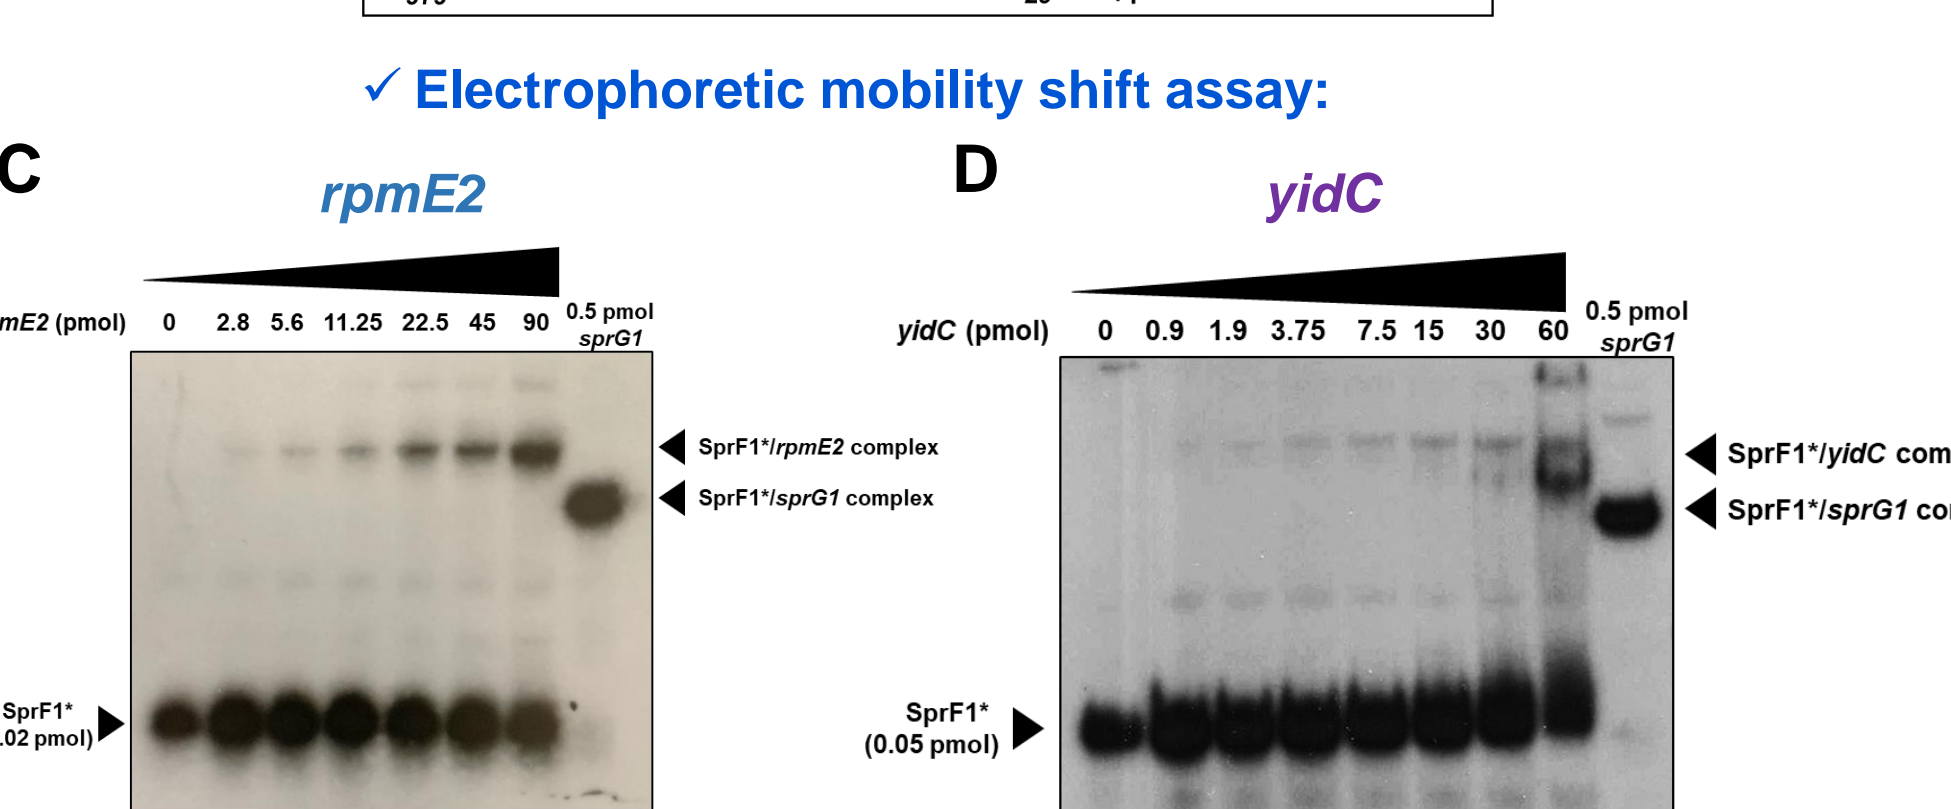 ✓ Electrophoretic mobility shift assay:
C
rpmE2
mE2 (pmol) 0 2.8 5.6 11.25 22.5 45 90 0.5 pmol
sprG1
SprF1*/rpmE2 complex
SprF1*/sprG1 complex
SprF1*
.02 pmol)
D
yidC
yidC (pmol) 0 0.9 1.9 3.75 7.5 15 30 60 0.5 pmol
sprG1
SprF1*/yidC com
SprF1*/sprG1 co
SprF1*
(0.05 pmol)